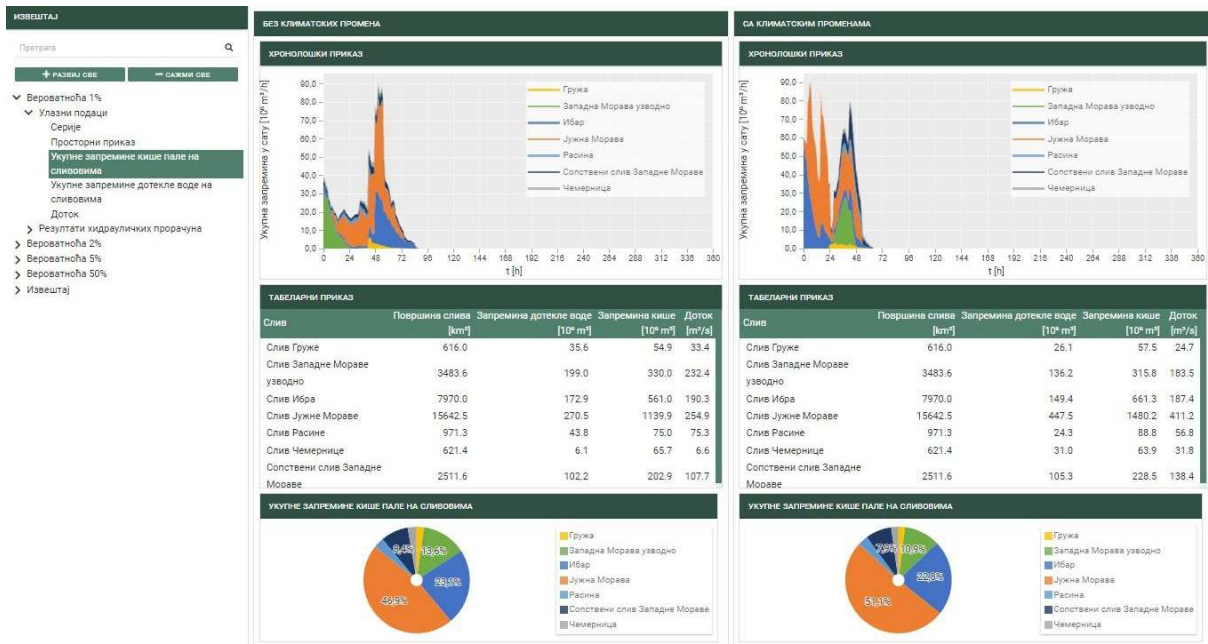 ИЗВЕШТАЈ
Претрага
РАЗВИЈ СВЕ
САЖМИ СВЕ
Вероватноћа 1%
Улазни подаци
Серије
Просторни приказ
Укупне запремине кише пале на
сливовима
Укупне запремине дотекле воде на
сливовима
Доток
Резултати хидрауличких прорачуна
Вероватноћа 2%
Вероватноћа 5%
Вероватноћа 50%
Извештај
БЕЗ КЛИМАТСКИХ ПРОМЕНА
ХРОНОЛОШКИ ПРИКАЗ
Укупна запремина у сату [10⁶ m³/h]
90,0
80,0
70,0
60,0
50,0
40,0
30,0
20,0
10,0
0,0
0 24 48 72 96 120 144 168 192 216 240 264 288 312 336 360
t [h]
Гружа
Западна Морава узводно
Ибар
Јужна Морава
Расина
Сопствени слив Западне Мораве
Чемерница
ТАБЕЛАРНИ ПРИКАЗ
Слив Површина слива [km²] Запремина дотекле воде [10⁶ m³] Запремина кише [10⁶ m³] Доток [m³/s]
Слив Груже 616.0 35.6 54.9 33.4
Слив Западне Мораве
узводно 3483.6 199.0 330.0 232.4
Слив Ибра 7970.0 172.9 561.0 190.3
Слив Јужне Мораве 15642.5 270.5 1139.9 254.9
Слив Расине 971.3 43.8 75.0 75.3
Слив Чемернице 621.4 6.1 65.7 6.6
Сопствени слив Западне
Мораве 2511.6 102.2 202.9 107.7
УКУПНЕ ЗАПРЕМИНЕ КИШЕ ПАЛЕ НА СЛИВОВИМА
8,4% 13,6%
23,1%
46,9%
Гружа
Западна Морава узводно
Ибар
Јужна Морава
Расина
Сопствени слив Западне Мораве
Чемерница
СА КЛИМАТСКИМ ПРОМЕНАМА
ХРОНОЛОШКИ ПРИКАЗ
Укупна запремина у сату [10⁶ m³/h]
90,0
80,0
70,0
60,0
50,0
40,0
30,0
20,0
10,0
0,0
0 24 48 72 96 120 144 168 192 216 240 264 288 312 336 360
t [h]
Гружа
Западна Морава узводно
Ибар
Јужна Морава
Расина
Сопствени слив Западне Мораве
Чемерница
ТАБЕЛАРНИ ПРИКАЗ
Слив Површина слива [km²] Запремина дотекле воде [10⁶ m³] Запремина кише [10⁶ m³] Доток [m³/s]
Слив Груже 616.0 26.1 57.5 24.7
Слив Западне Мораве
узводно 3483.6 136.2 315.8 183.5
Слив Ибра 7970.0 149.4 661.3 187.4
Слив Јужне Мораве 15642.5 447.5 1480.2 411.2
Слив Расине 971.3 24.3 88.8 56.8
Слив Чемернице 621.4 31.0 63.9 31.8
Сопствени слив Западне
Мораве 2511.6 105.3 228.5 138.4
УКУПНЕ ЗАПРЕМИНЕ КИШЕ ПАЛЕ НА СЛИВОВИМА
7,9% 10,9%
22,8%
51,1%
Гружа
Западна Морава узводно
Ибар
Јужна Морава
Расина
Сопствени слив Западне Мораве
Чемерница